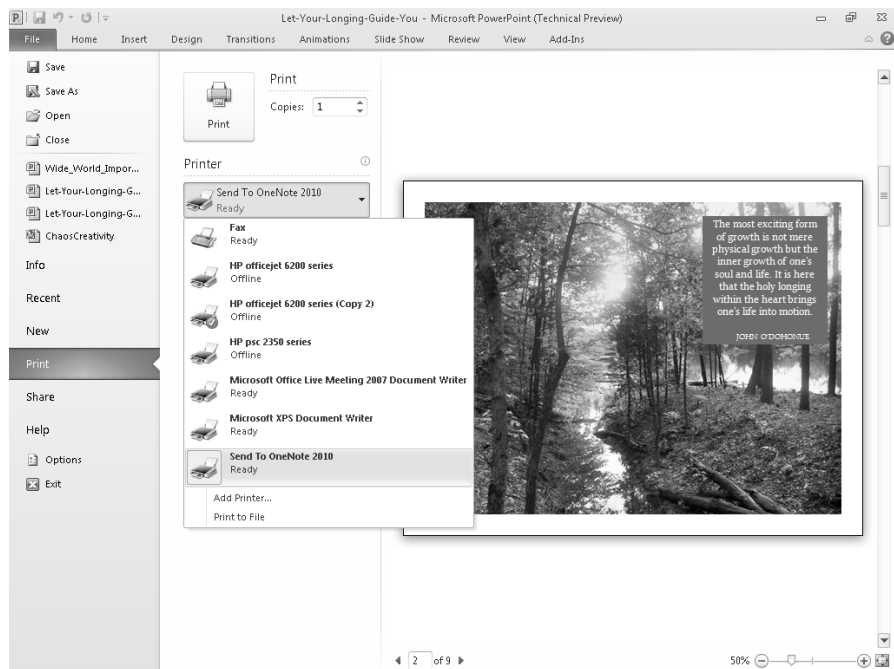 Let-Your-Longing-Guide-You - Microsoft PowerPoint (Technical Preview)
File Home Insert Design Transitions Animations Slide Show Review View Add-Ins
Save
Save As
Open
Close
Wide_World_Impor...
Let-Your-Longing-G...
Let-Your-Longing-G...
ChaosCreativity
Info
Recent
New
Print
Share
Help
Options
Exit
Print
Print
Copies: 1
Printer
Send To OneNote 2010
Ready
Fax
Ready
HP officejet 6200 series
Offline
HP officejet 6200 series (Copy 2)
Offline
HP psc 2350 series
Offline
Microsoft Office Live Meeting 2007 Document Writer
Ready
Microsoft XPS Document Writer
Ready
Send To OneNote 2010
Ready
Add Printer...
Print to File
The most exciting form
of growth is not mere
physical growth but the
inner growth of one's
soul and life. It is here
that the holy longing
within the heart brings
one's life into motion.
JOHN O'DOHONUE
2 of 9
50%